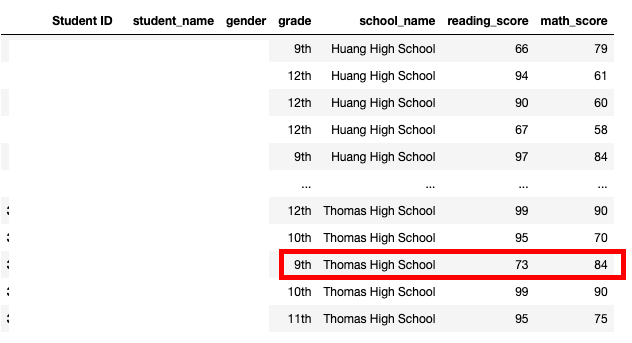 Student ID student_name gender grade school_name reading_score math_score
9th Huang High School 66 79
12th Huang High School 94 61
12th Huang High School 90 60
12th Huang High School 67 58
9th Huang High School 97 84
... ... ... ...
12th Thomas High School 99 90
10th Thomas High School 95 70
9th Thomas High School 73 84
10th Thomas High School 99 90
11th Thomas High School 95 75